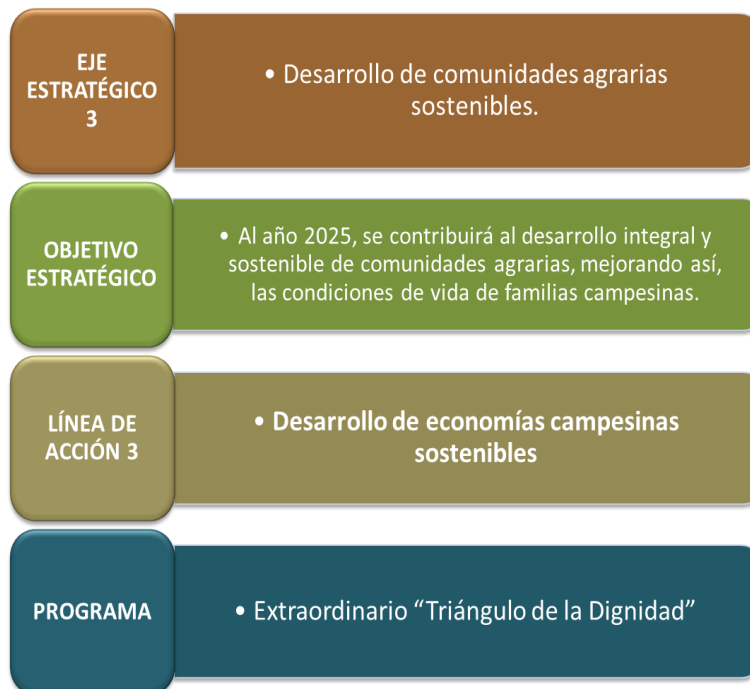 EJE
ESTRATÉGICO
3
• Desarrollo de comunidades agrarias
sostenibles.
OBJETIVO
ESTRATÉGICO
• Al año 2025, se contribuirá al desarrollo integral y
sostenible de comunidades agrarias, mejorando así,
las condiciones de vida de familias campesinas.
LÍNEA DE
ACCIÓN 3
• Desarrollo de economías campesinas
sostenibles
PROGRAMA
• Extraordinario “Triángulo de la Dignidad”